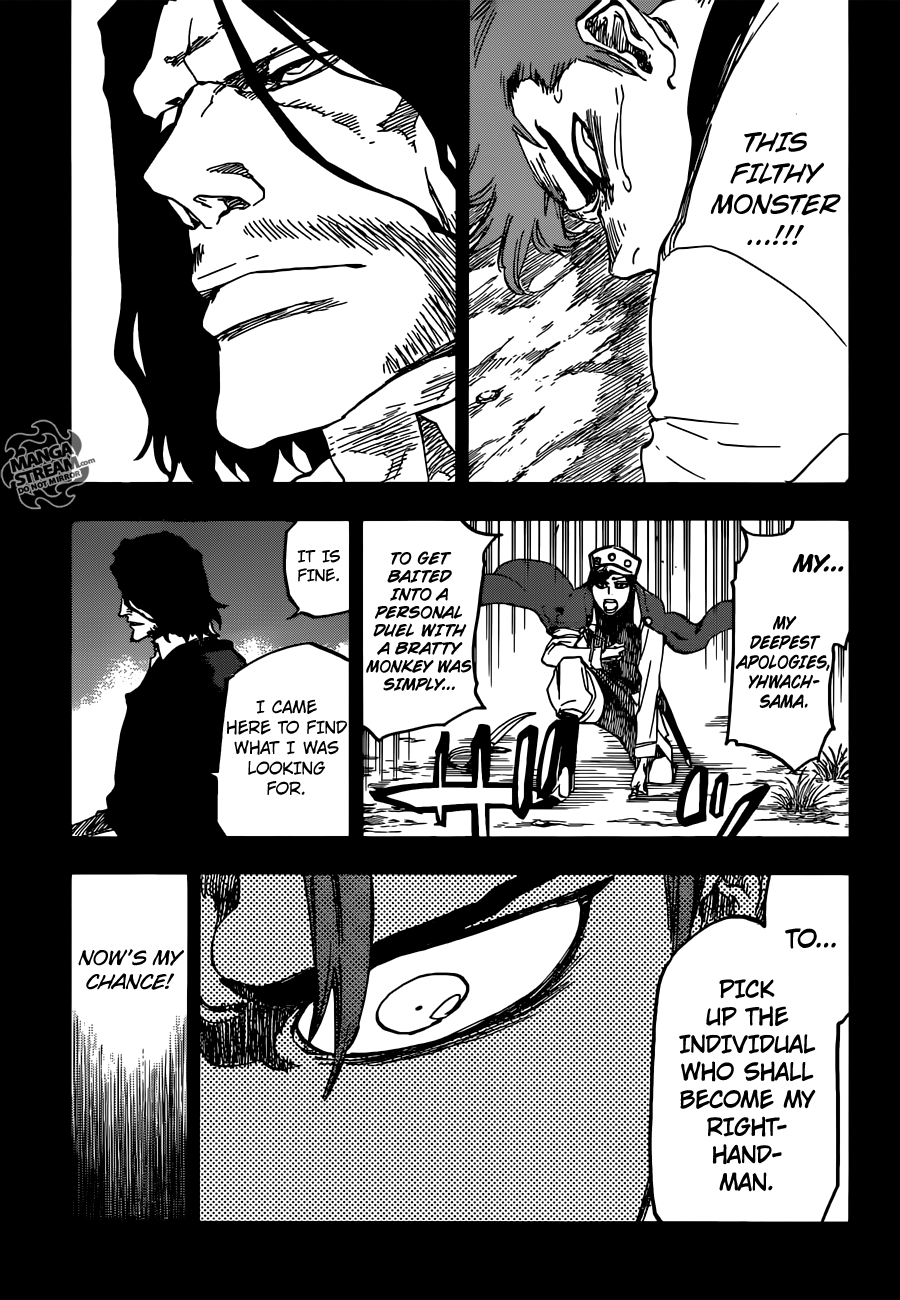 THIS
FILTHY
MONSTER
...!!!
MANGA
STREAM.com
DO NOT MIRROR
MY...
MY
DEEPEST
APOLOGIES,
YHWACH-
SAMA.
TO GET
BAITED
INTO A
PERSONAL
DUEL WITH
A BRATTY
MONKEY WAS
SIMPLY...
IT IS
FINE.
I CAME
HERE TO FIND
WHAT I WAS
LOOKING
FOR.
TO...
PICK
UP THE
INDIVIDUAL
WHO SHALL
BECOME MY
RIGHT-
HAND-
MAN.
NOW'S MY
CHANCE!